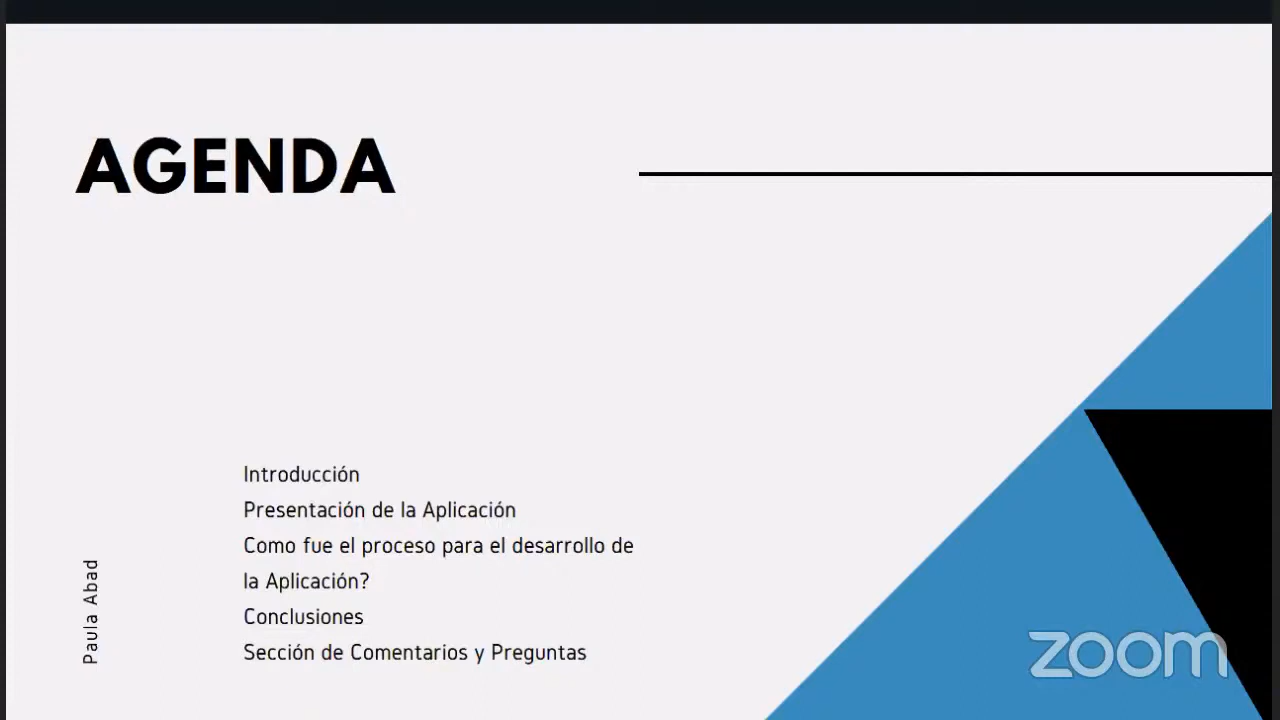 AGENDA
Introducción
Presentación de la Aplicación
Como fue el proceso para el desarrollo de
la Aplicación?
Conclusiones
Sección de Comentarios y Preguntas
Paula Abad
zoom